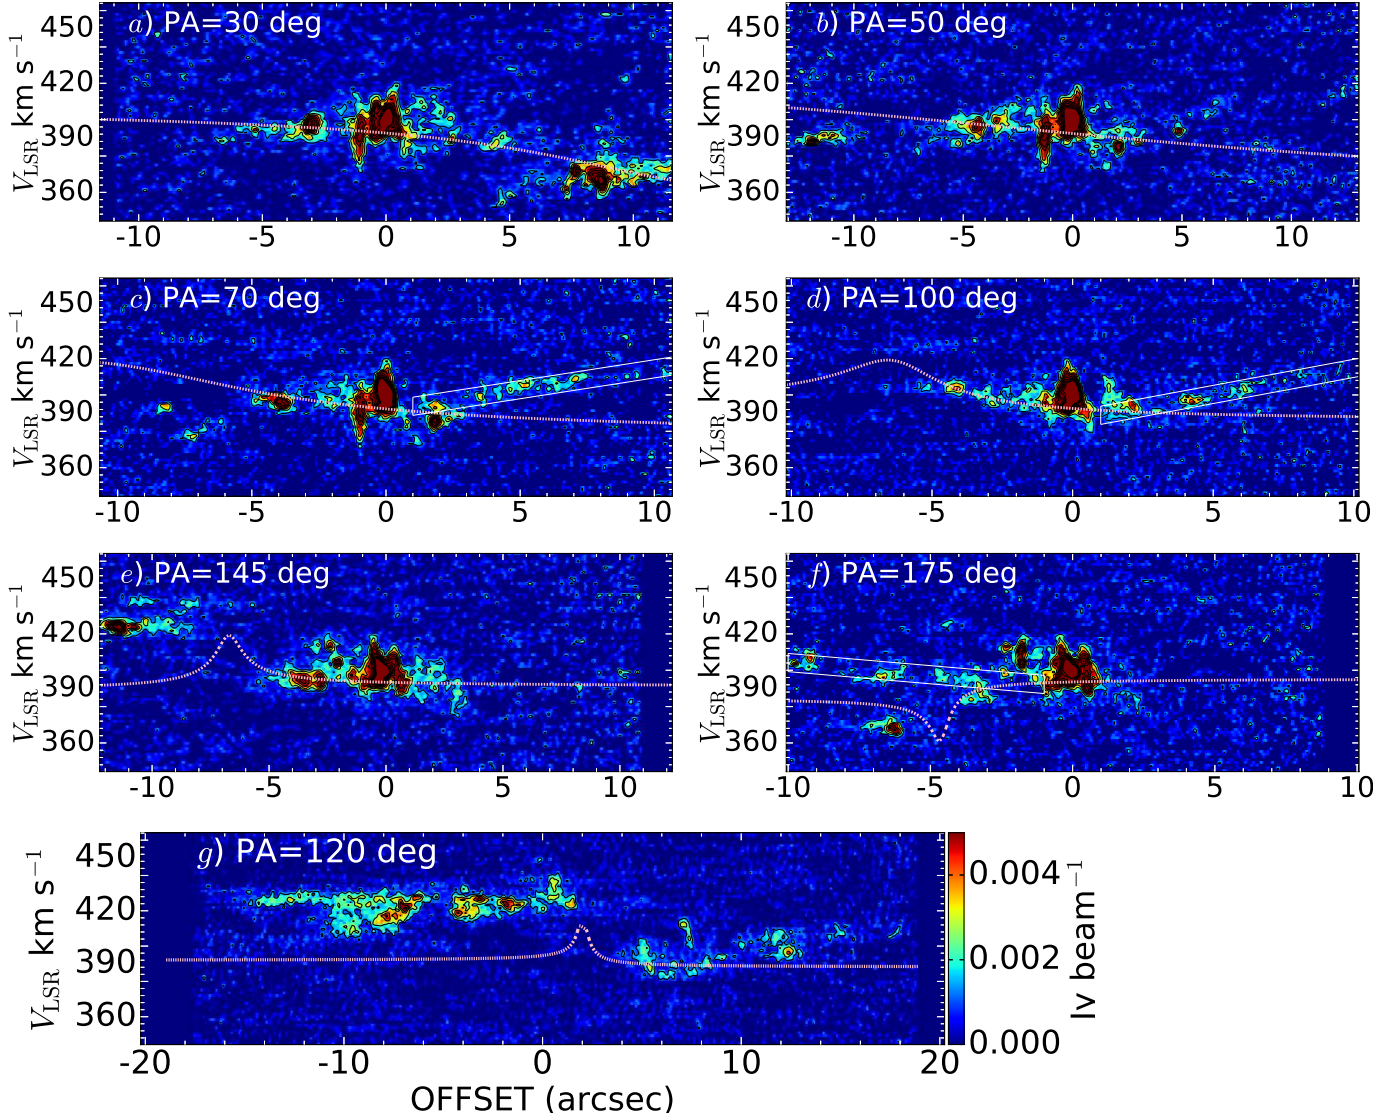 a) PA=30 deg
b) PA=50 deg
450
420
390
360
V_LSR km s⁻¹
-10 -5 0 5 10
450
420
390
360
V_LSR km s⁻¹
-10 -5 0 5 10
c) PA=70 deg
d) PA=100 deg
450
420
390
360
V_LSR km s⁻¹
-10 -5 0 5 10
450
420
390
360
V_LSR km s⁻¹
-10 -5 0 5 10
e) PA=145 deg
f) PA=175 deg
450
420
390
360
V_LSR km s⁻¹
-10 -5 0 5 10
450
420
390
360
V_LSR km s⁻¹
-10 -5 0 5 10
g) PA=120 deg
450
420
390
360
V_LSR km s⁻¹
-20 -10 0 10 20
OFFSET (arcsec)
0.004
0.002
0.000
Iv beam⁻¹